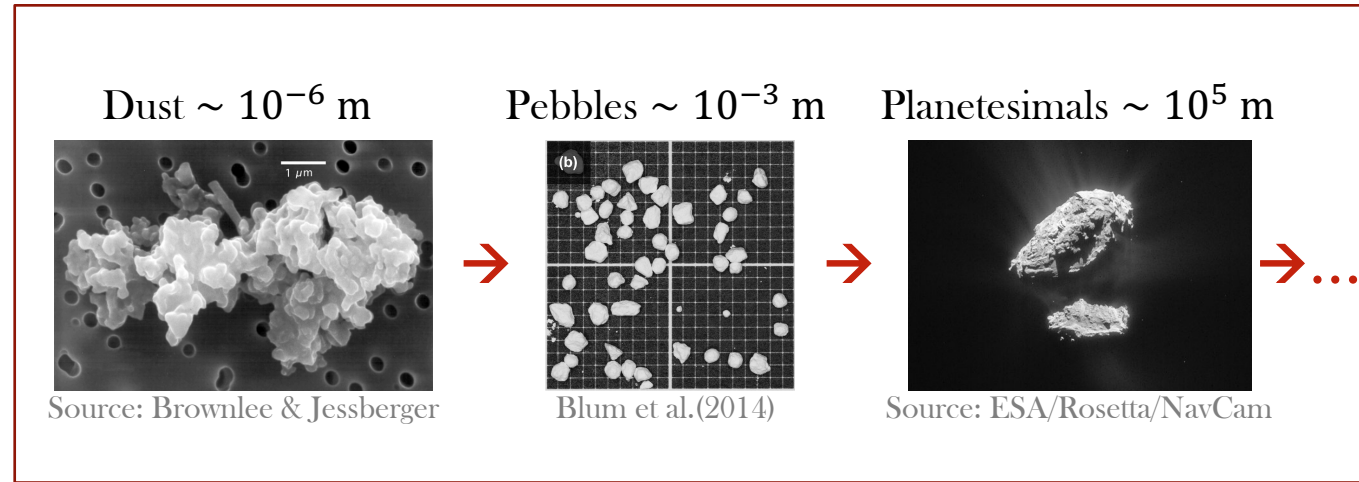 Dust ~ 10⁻⁶ m
Pebbles ~ 10⁻³ m
Planetesimals ~ 10⁵ m
1 μm
(b)
→
→
→...
Source: Brownlee & Jessberger
Blum et al.(2014)
Source: ESA/Rosetta/NavCam